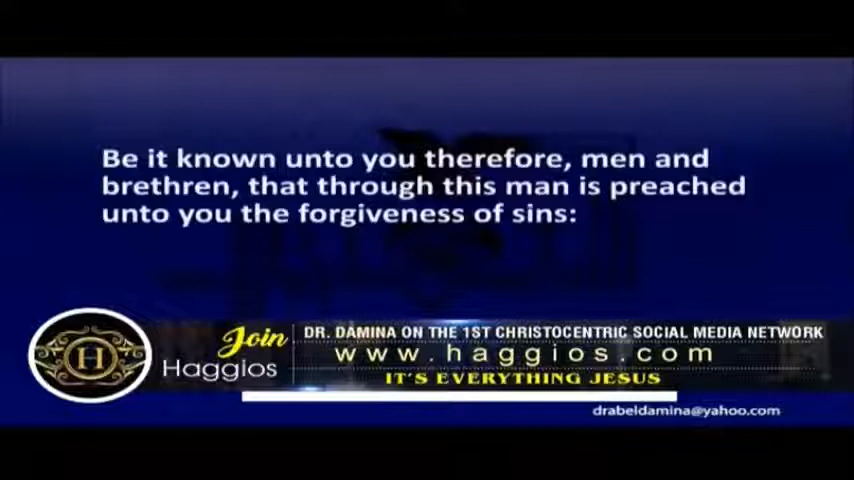 Be it known unto you therefore, men and
brethren, that through this man is preached
unto you the forgiveness of sins:
H
Join
Haggios
DR. DAMINA ON THE 1ST CHRISTOCENTRIC SOCIAL MEDIA NETWORK
www.haggios.com
IT'S EVERYTHING JESUS
drabeldamina@yahoo.com